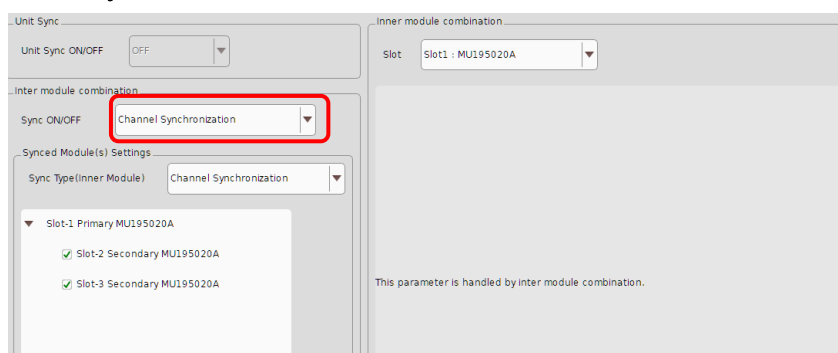 Unit Sync
Unit Sync ON/OFF OFF
Inter module combination
Sync ON/OFF Channel Synchronization
Synced Module(s) Settings
Sync Type(Inner Module) Channel Synchronization
Slot-1 Primary MU195020A
Slot-2 Secondary MU195020A
Slot-3 Secondary MU195020A
Inner module combination
Slot Slot1 : MU195020A
This parameter is handled by inter module combination.